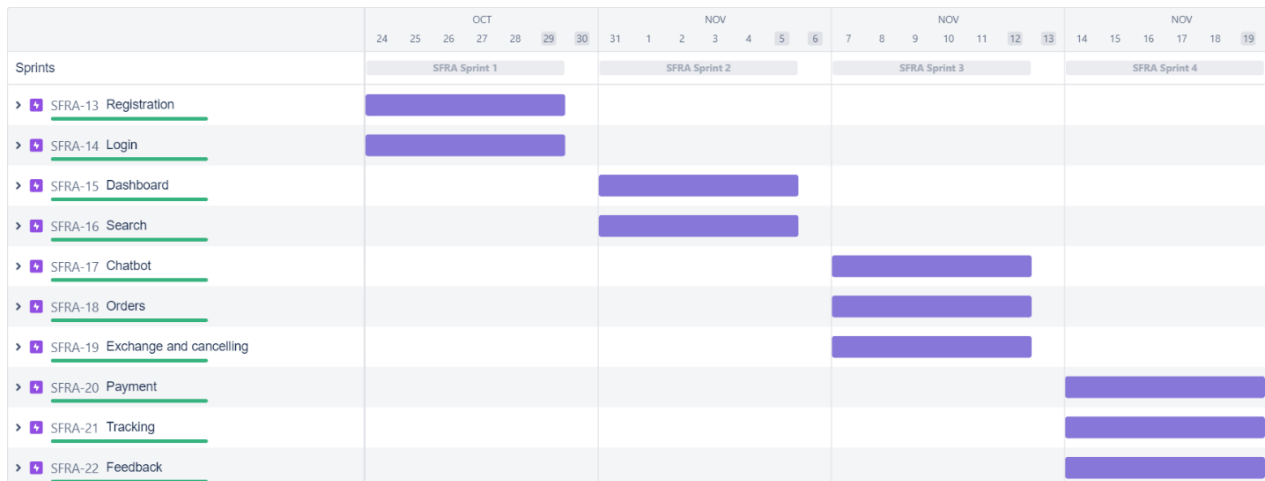 OCT NOV NOV NOV
24 25 26 27 28 29 30 31 1 2 3 4 5 6 7 8 9 10 11 12 13 14 15 16 17 18 19
Sprints SFRA Sprint 1 SFRA Sprint 2 SFRA Sprint 3 SFRA Sprint 4
SFRA-13 Registration
SFRA-14 Login
SFRA-15 Dashboard
SFRA-16 Search
SFRA-17 Chatbot
SFRA-18 Orders
SFRA-19 Exchange and cancelling
SFRA-20 Payment
SFRA-21 Tracking
SFRA-22 Feedback